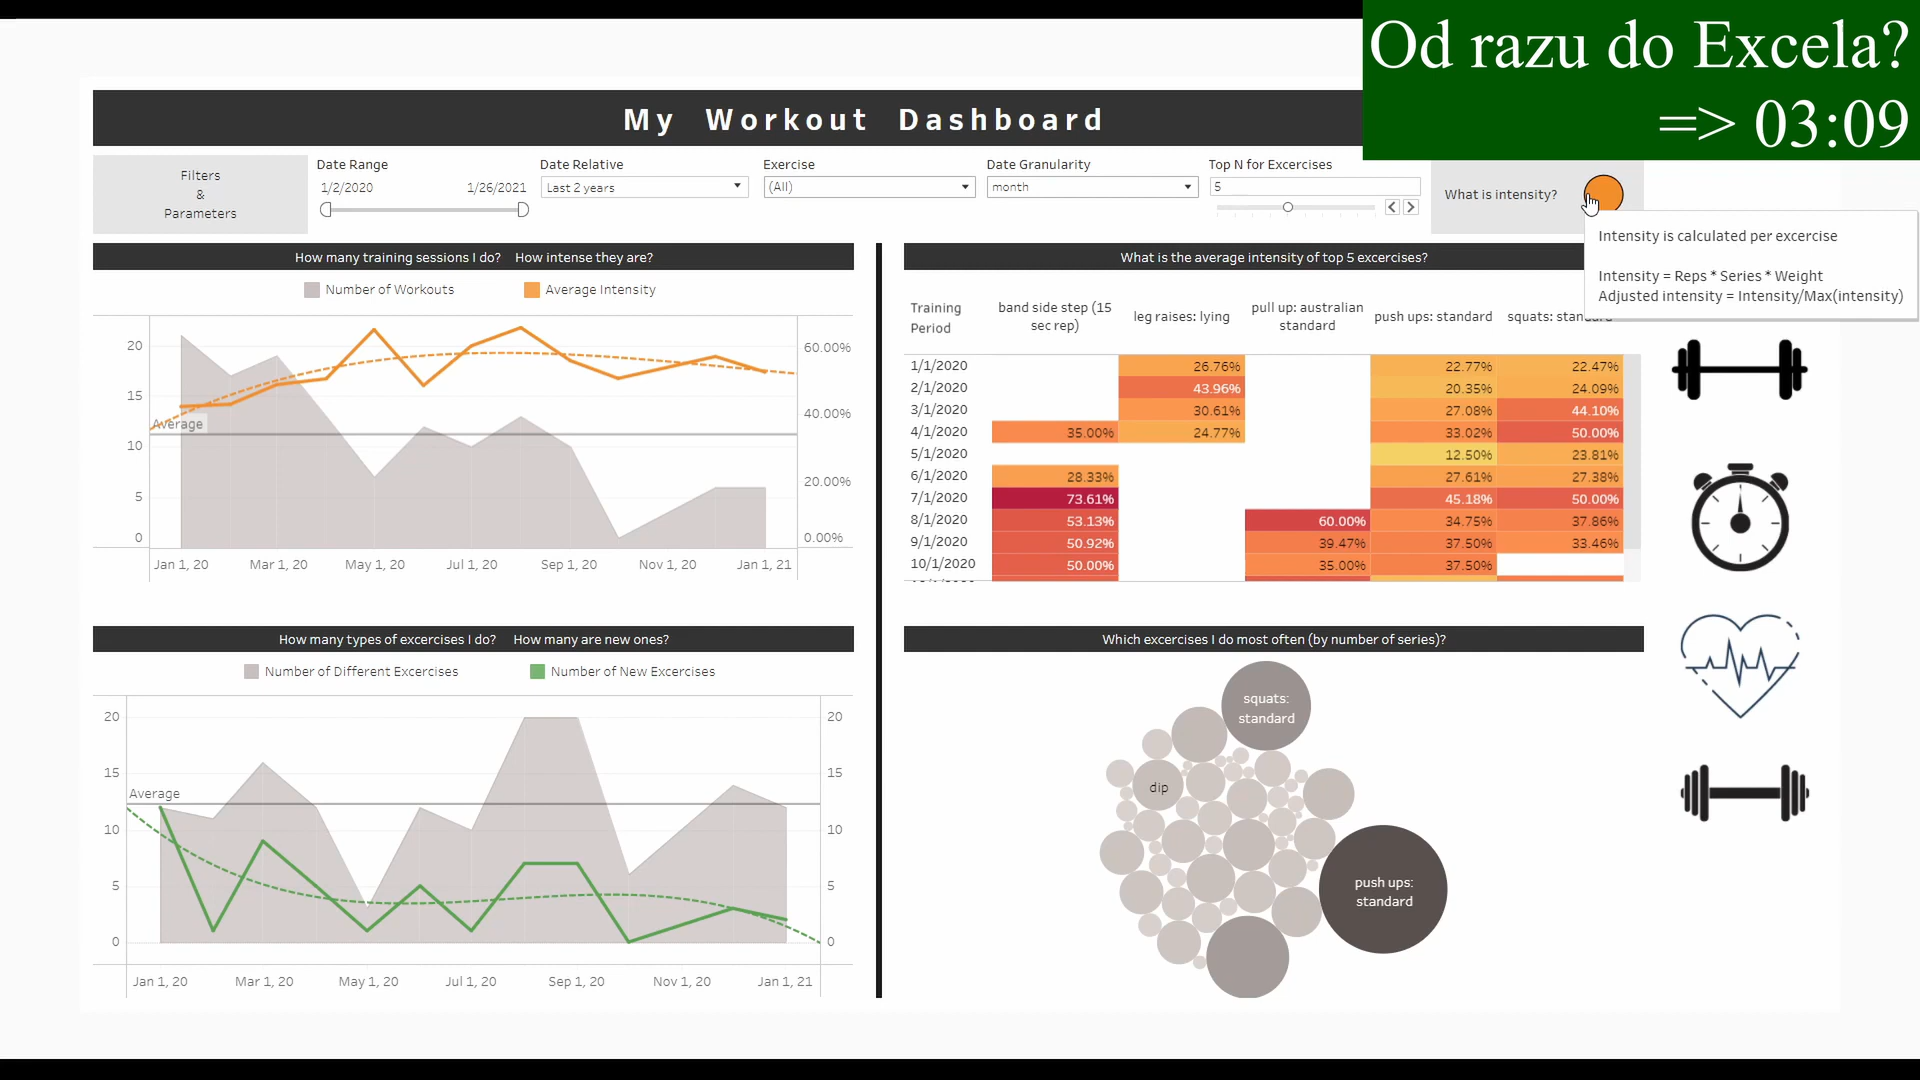 Od razu do Excela?
=> 03:09
My Workout Dashboard
Filters
&
Parameters
Date Range
1/2/2020 1/26/2021
Date Relative
Last 2 years
Exercise
(All)
Date Granularity
month
Top N for Excercises
5
What is intensity?
Intensity is calculated per excercise
Intensity = Reps * Series * Weight
Adjusted intensity = Intensity/Max(intensity)
How many training sessions I do? How intense they are?
Number of Workouts Average Intensity
20
15
10
5
0
Average
60.00%
40.00%
20.00%
0.00%
Jan 1, 20 Mar 1, 20 May 1, 20 Jul 1, 20 Sep 1, 20 Nov 1, 20 Jan 1, 21
What is the average intensity of top 5 excercises?
Training
Period
band side step (15
sec rep)
leg raises: lying
pull up: australian
standard
push ups: standard
squats:
1/1/2020 26.76% 22.77% 22.47%
2/1/2020 43.96% 20.35% 24.09%
3/1/2020 30.61% 27.08% 44.10%
4/1/2020 35.00% 24.77% 33.02% 50.00%
5/1/2020 12.50% 23.81%
6/1/2020 28.33% 27.61% 27.38%
7/1/2020 73.61% 45.18% 50.00%
8/1/2020 53.13% 60.00% 34.75% 37.86%
9/1/2020 50.92% 39.47% 37.50% 33.46%
10/1/2020 50.00% 35.00% 37.50%
How many types of excercises I do? How many are new ones?
Number of Different Excercises Number of New Excercises
20
15
10
5
0
Average
20
15
10
5
0
Jan 1, 20 Mar 1, 20 May 1, 20 Jul 1, 20 Sep 1, 20 Nov 1, 20 Jan 1, 21
Which excercises I do most often (by number of series)?
squats:
standard
dip
push ups:
standard